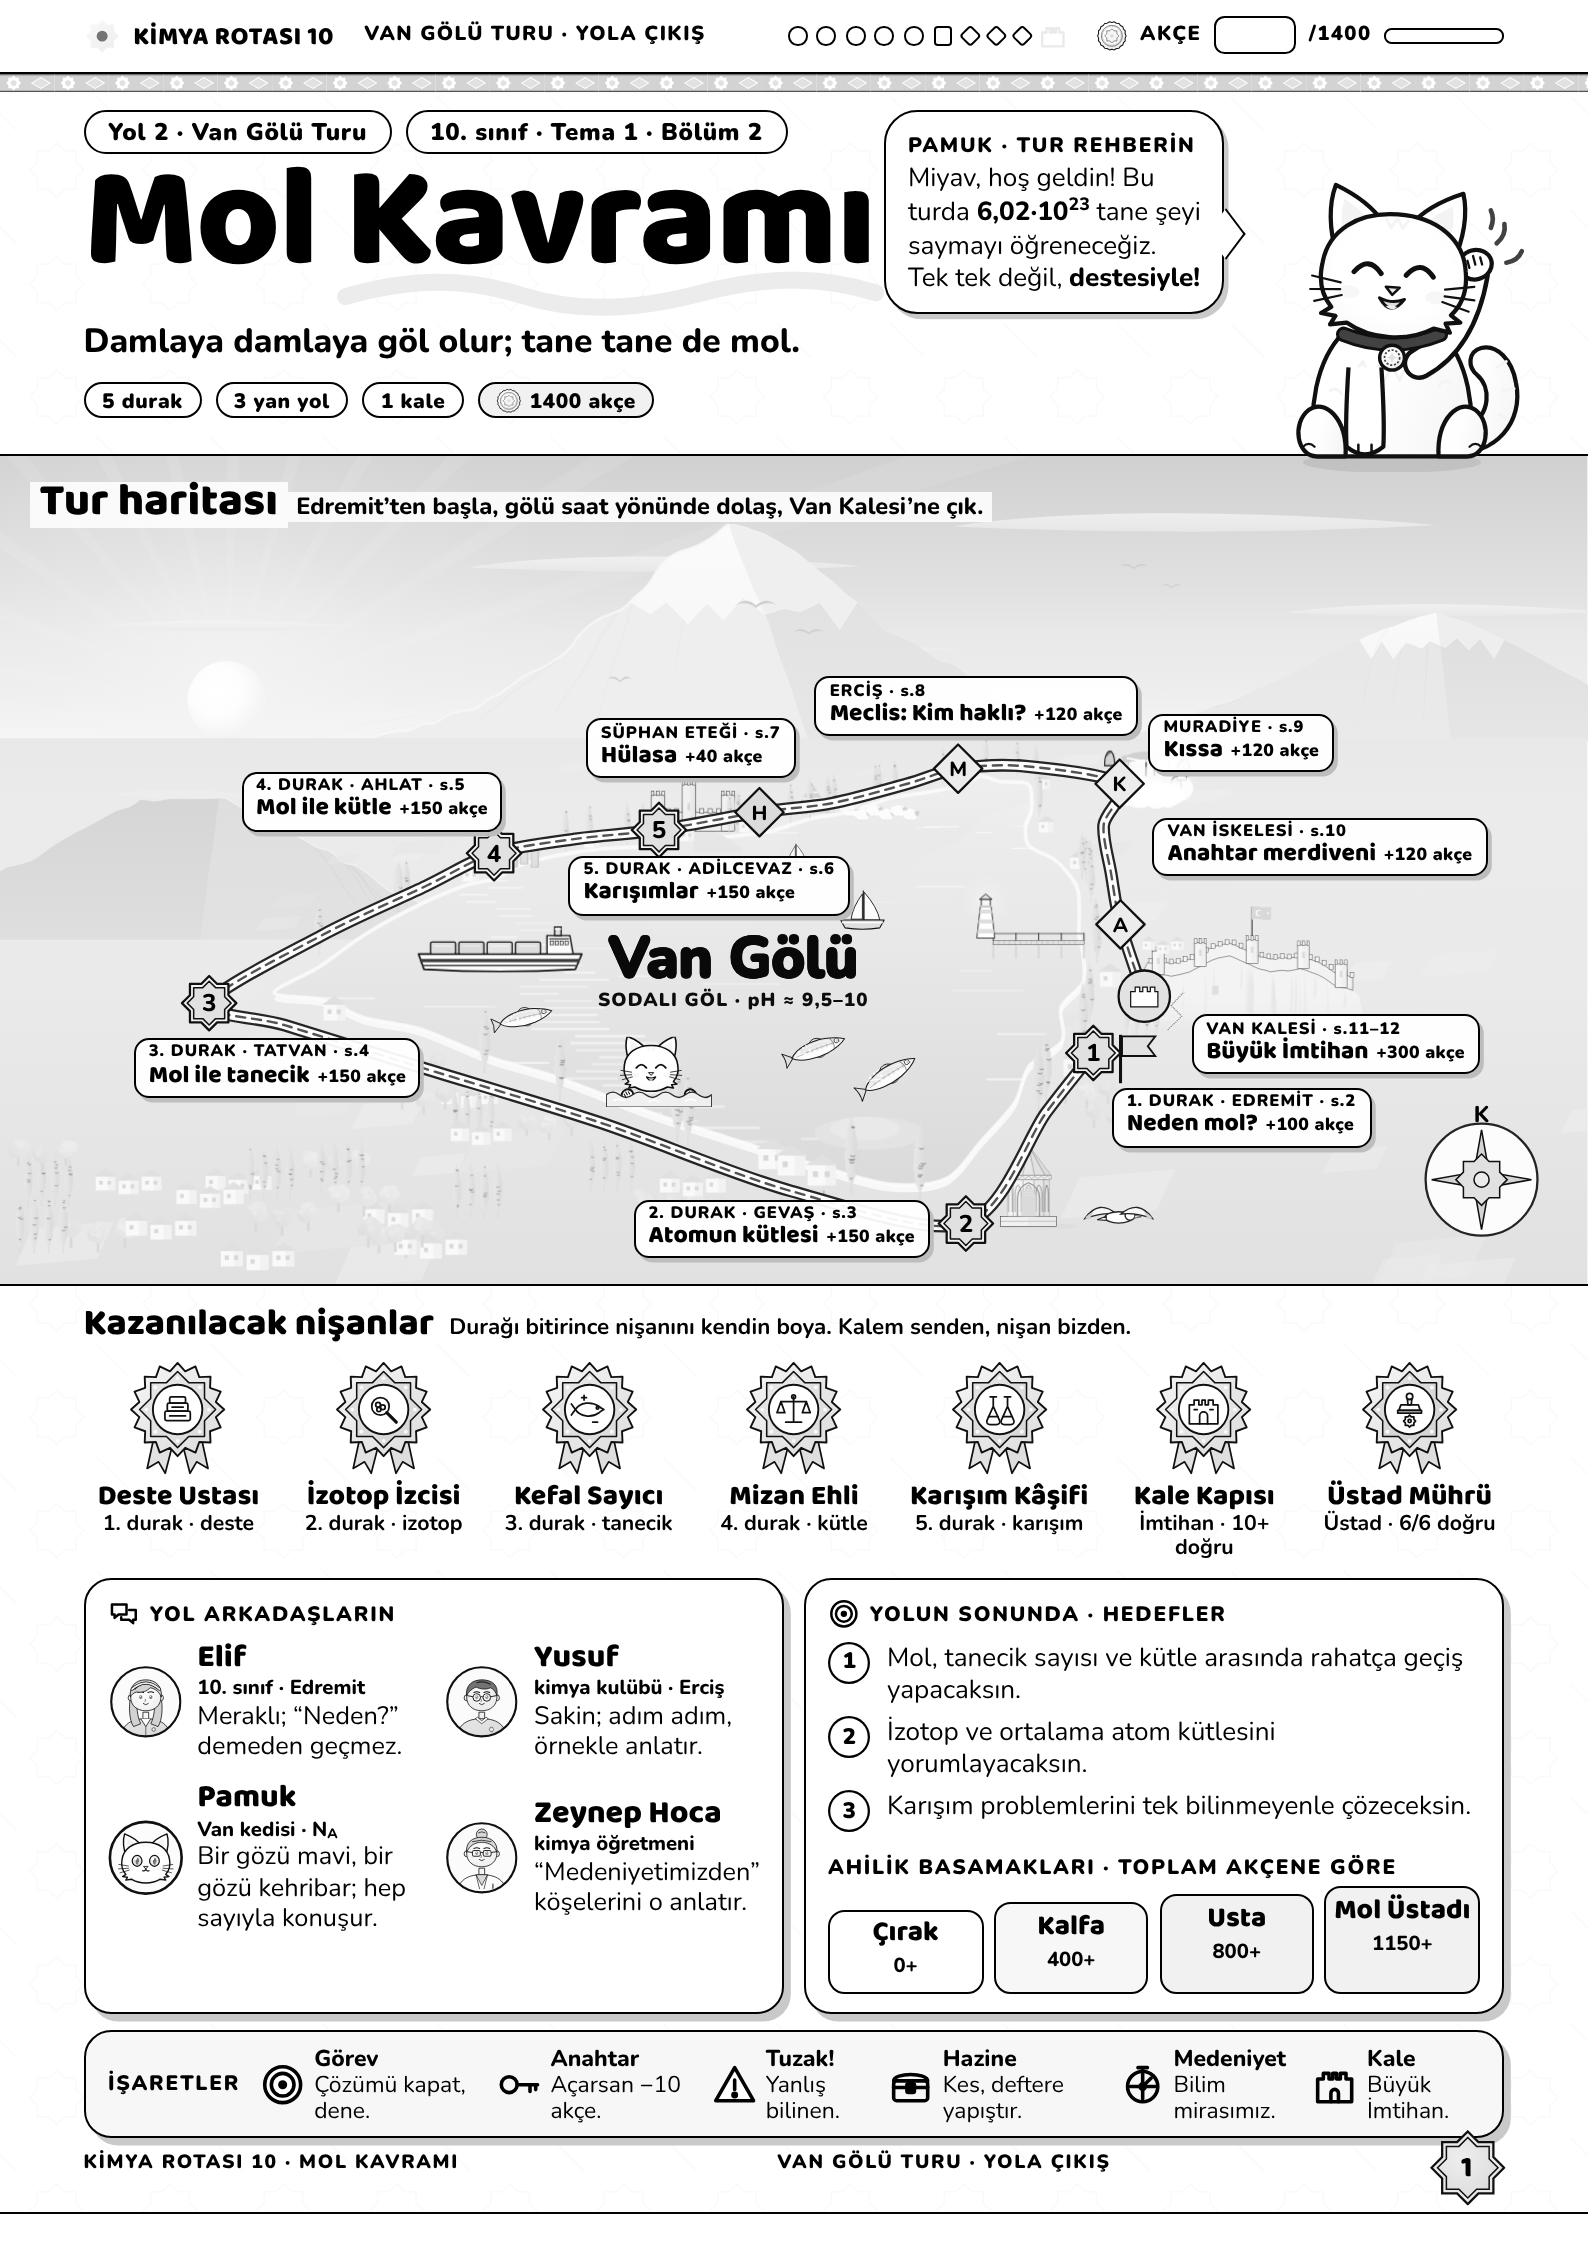 KİMYA ROTASI 10 VAN GÖLÜ TURU · YOLA ÇIKIŞ AKÇE /1400
Yol 2 · Van Gölü Turu
10. sınıf · Tema 1 · Bölüm 2
Mol Kavramı
Damlaya damlaya göl olur; tane tane de mol.
5 durak
3 yan yol
1 kale
1400 akçe
PAMUK · TUR REHBERİN
Miyav, hoş geldin! Bu
turda 6,02·10²³ tane şeyi
saymayı öğreneceğiz.
Tek tek değil, destesiyle!
Tur haritası Edremit’ten başla, gölü saat yönünde dolaş, Van Kalesi’ne çık.
ERCİŞ · s.8
Meclis: Kim haklı? +120 akçe
SÜPHAN ETEĞİ · s.7
Hülasa +40 akçe
MURADİYE · s.9
Kıssa +120 akçe
4. DURAK · AHLAT · s.5
Mol ile kütle +150 akçe
M
K
H
5
4
VAN İSKELESİ · s.10
Anahtar merdiveni +120 akçe
5. DURAK · ADİLCEVAZ · s.6
Karışımlar +150 akçe
A
Van Gölü
SODALI GÖL · pH ≈ 9,5–10
3
VAN KALESİ · s.11–12
Büyük İmtihan +300 akçe
1
3. DURAK · TATVAN · s.4
Mol ile tanecik +150 akçe
1. DURAK · EDREMİT · s.2
Neden mol? +100 akçe
K
2. DURAK · GEVAŞ · s.3
Atomun kütlesi +150 akçe
2
Kazanılacak nişanlar Durağı bitirince nişanını kendin boya. Kalem senden, nişan bizden.
Deste Ustası
1. durak · deste
İzotop İzcisi
2. durak · izotop
Kefal Sayıcı
3. durak · tanecik
Mizan Ehli
4. durak · kütle
Karışım Kâşifi
5. durak · karışım
Kale Kapısı
İmtihan · 10+
doğru
Üstad Mührü
Üstad · 6/6 doğru
YOL ARKADAŞLARIN
Elif
10. sınıf · Edremit
Meraklı; “Neden?”
demeden geçmez.
Yusuf
kimya kulübü · Erciş
Sakin; adım adım,
örnekle anlatır.
Pamuk
Van kedisi · N_A
Bir gözü mavi, bir
gözü kehribar; hep
sayıyla konuşur.
Zeynep Hoca
kimya öğretmeni
“Medeniyetimizden”
köşelerini o anlatır.
YOLUN SONUNDA · HEDEFLER
1 Mol, tanecik sayısı ve kütle arasında rahatça geçiş
yapacaksın.
2 İzotop ve ortalama atom kütlesini
yorumlayacaksın.
3 Karışım problemlerini tek bilinmeyenle çözeceksin.
AHİLİK BASAMAKLARI · TOPLAM AKÇENE GÖRE
Çırak
0+
Kalfa
400+
Usta
800+
Mol Üstadı
1150+
İŞARETLER
Görev
Çözümü kapat,
dene.
Anahtar
Açarsan −10
akçe.
Tuzak!
Yanlış
bilinen.
Hazine
Kes, deftere
yapıştır.
Medeniyet
Bilim
mirasımız.
Kale
Büyük
İmtihan.
KİMYA ROTASI 10 · MOL KAVRAMI VAN GÖLÜ TURU · YOLA ÇIKIŞ 1